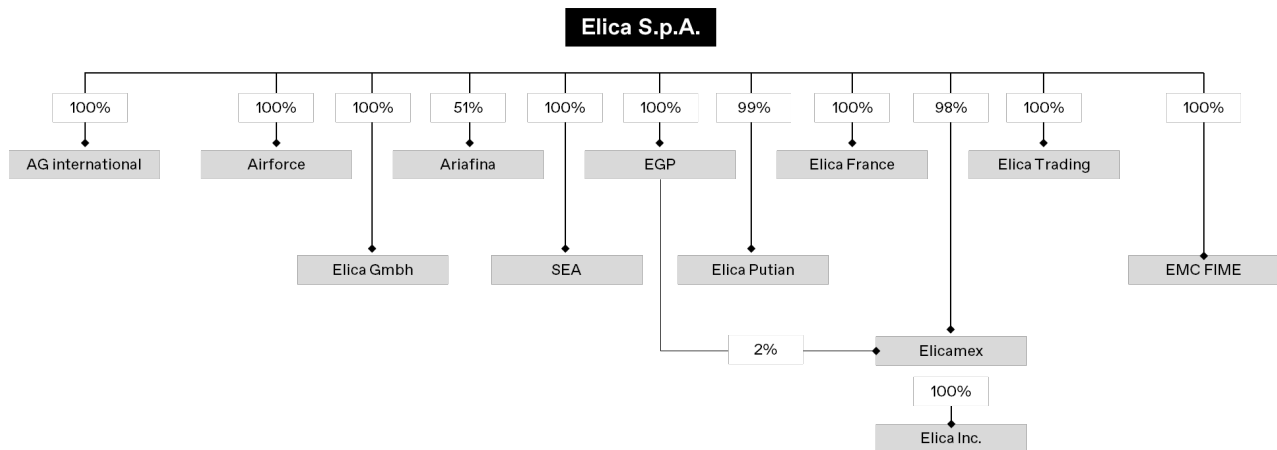 Elica S.p.A.
100% 100% 100% 51% 100% 100% 99% 100% 98% 100% 100%
AG international Airforce Ariafina EGP Elica France Elica Trading
Elica Gmbh SEA Elica Putian EMC FIME
2% Elicamex
100%
Elica Inc.